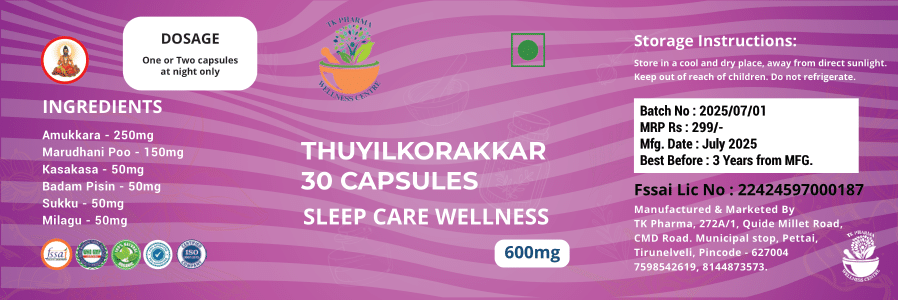 DOSAGE
One or Two capsules
at night only
INGREDIENTS
Amukkara - 250mg
Marudhani Poo - 150mg
Kasakasa - 50mg
Badam Pisin - 50mg
Sukku - 50mg
Milagu - 50mg
fssai
ISO
TK PHARMA
WELLNESS CENTRE
THUYILKORAKKAR
30 CAPSULES
SLEEP CARE WELLNESS
600mg
Storage Instructions:
Store in a cool and dry place, away from direct sunlight.
Keep out of reach of children. Do not refrigerate.
Batch No : 2025/07/01
MRP Rs : 299/-
Mfg. Date : July 2025
Best Before : 3 Years from MFG.
Fssai Lic No : 22424597000187
Manufactured & Marketed By
TK Pharma, 272A/1, Quide Millet Road,
CMD Road. Municipal stop, Pettai,
Tirunelveli, Pincode - 627004
7598542619, 8144873573.
TK PHARMA
WELLNESS CENTRE